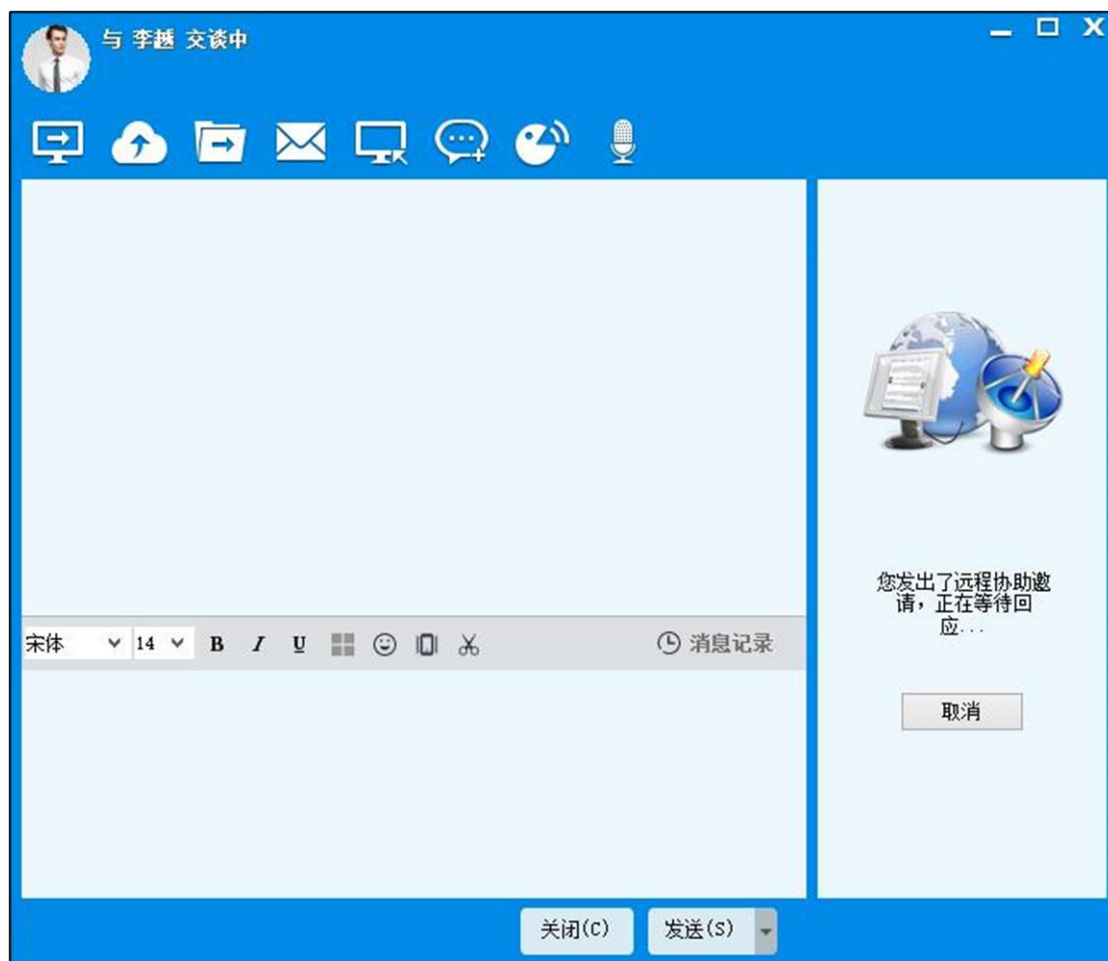 与 李越 交谈中
您发出了远程协助邀
请，正在等待回
应...
取消
宋体 14 B I U 消息记录
关闭(C) 发送(S)